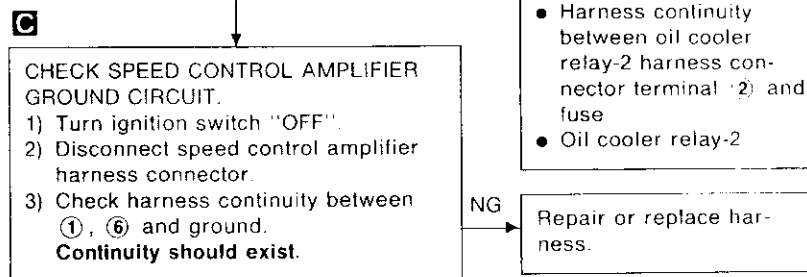 C
CHECK SPEED CONTROL AMPLIFIER
GROUND CIRCUIT.
1) Turn ignition switch "OFF".
2) Disconnect speed control amplifier
harness connector.
3) Check harness continuity between
①, ⑥ and ground.
Continuity should exist.
NG
● Harness continuity
between oil cooler
relay-2 harness con-
nector terminal ② and
fuse
● Oil cooler relay-2
Repair or replace har-
ness.